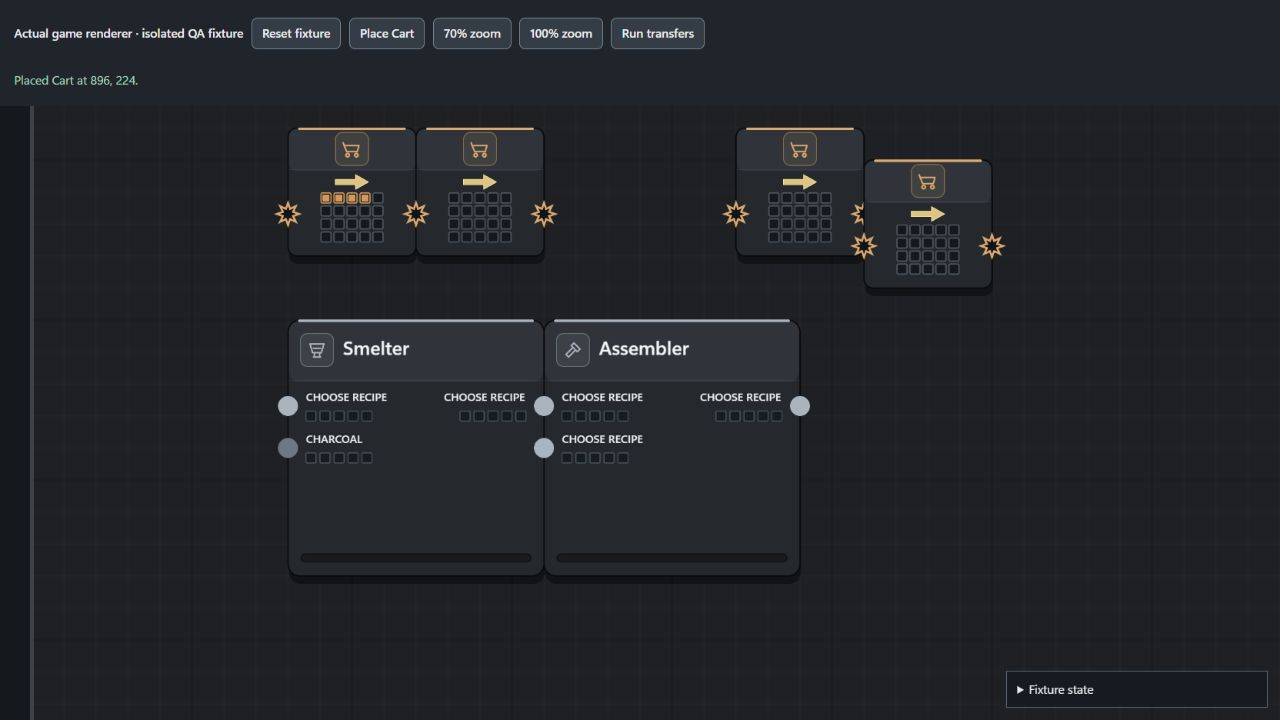 Actual game renderer · isolated QA fixture
Reset fixture
Place Cart
70% zoom
100% zoom
Run transfers
Placed Cart at 896, 224.
Smelter
Assembler
CHOOSE RECIPE
CHOOSE RECIPE
CHOOSE RECIPE
CHOOSE RECIPE
CHARCOAL
CHOOSE RECIPE
Fixture state